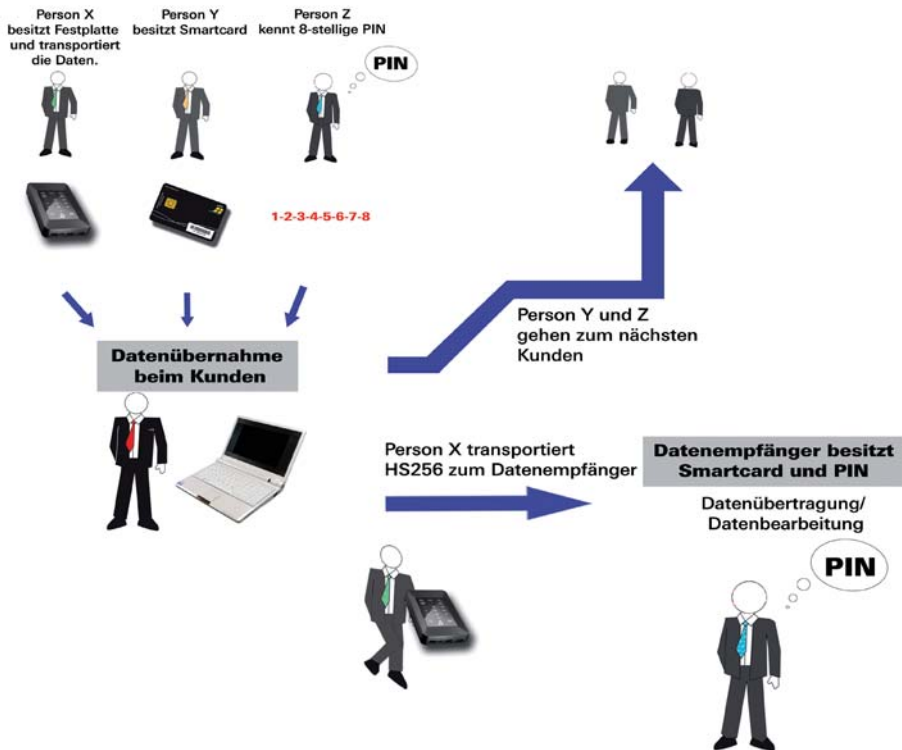 Person X
besitzt Festplatte
und transportiert
die Daten.
Person Y
besitzt Smartcard
Person Z
kennt 8-stellige PIN
PIN
1-2-3-4-5-6-7-8
Datenübernahme
beim Kunden
Person Y und Z
gehen zum nächsten
Kunden
Person X transportiert
HS256 zum Datenempfänger
Datenempfänger besitzt
Smartcard und PIN
Datenübertragung/
Datenbearbeitung
PIN